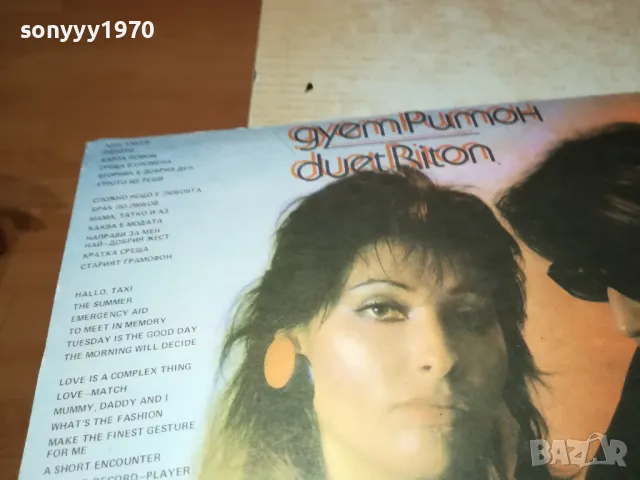 sonyyy1970
дует Ритон
duet Riton
БЪРЗА ПОМОЩ
СРЕЩА В СПОМЕНА
ВТОРНИК Е ДОБРИЯ ДЕН
УТРОТО ЩЕ РЕШИ
СЛОЖНО НЕЩО Е ЛЮБОВТА
БРАК ПО ЛЮБОВ
МАМА, ТАТКО И АЗ
КАКВА Е МОДАТА
НАПРАВИ ЗА МЕН
НАЙ-ДОБРИЯ ЖЕСТ
КРАТКА СРЕЩА
СТАРИЯТ ГРАМОФОН
HALLO, TAXI
THE SUMMER
EMERGENCY AID
TO MEET IN MEMORY
TUESDAY IS THE GOOD DAY
THE MORNING WILL DECIDE
LOVE IS A COMPLEX THING
LOVE-MATCH
MUMMY, DADDY AND I
WHAT'S THE FASHION
MAKE THE FINEST GESTURE
FOR ME
A SHORT ENCOUNTER
RECORD-PLAYER
BAZAR